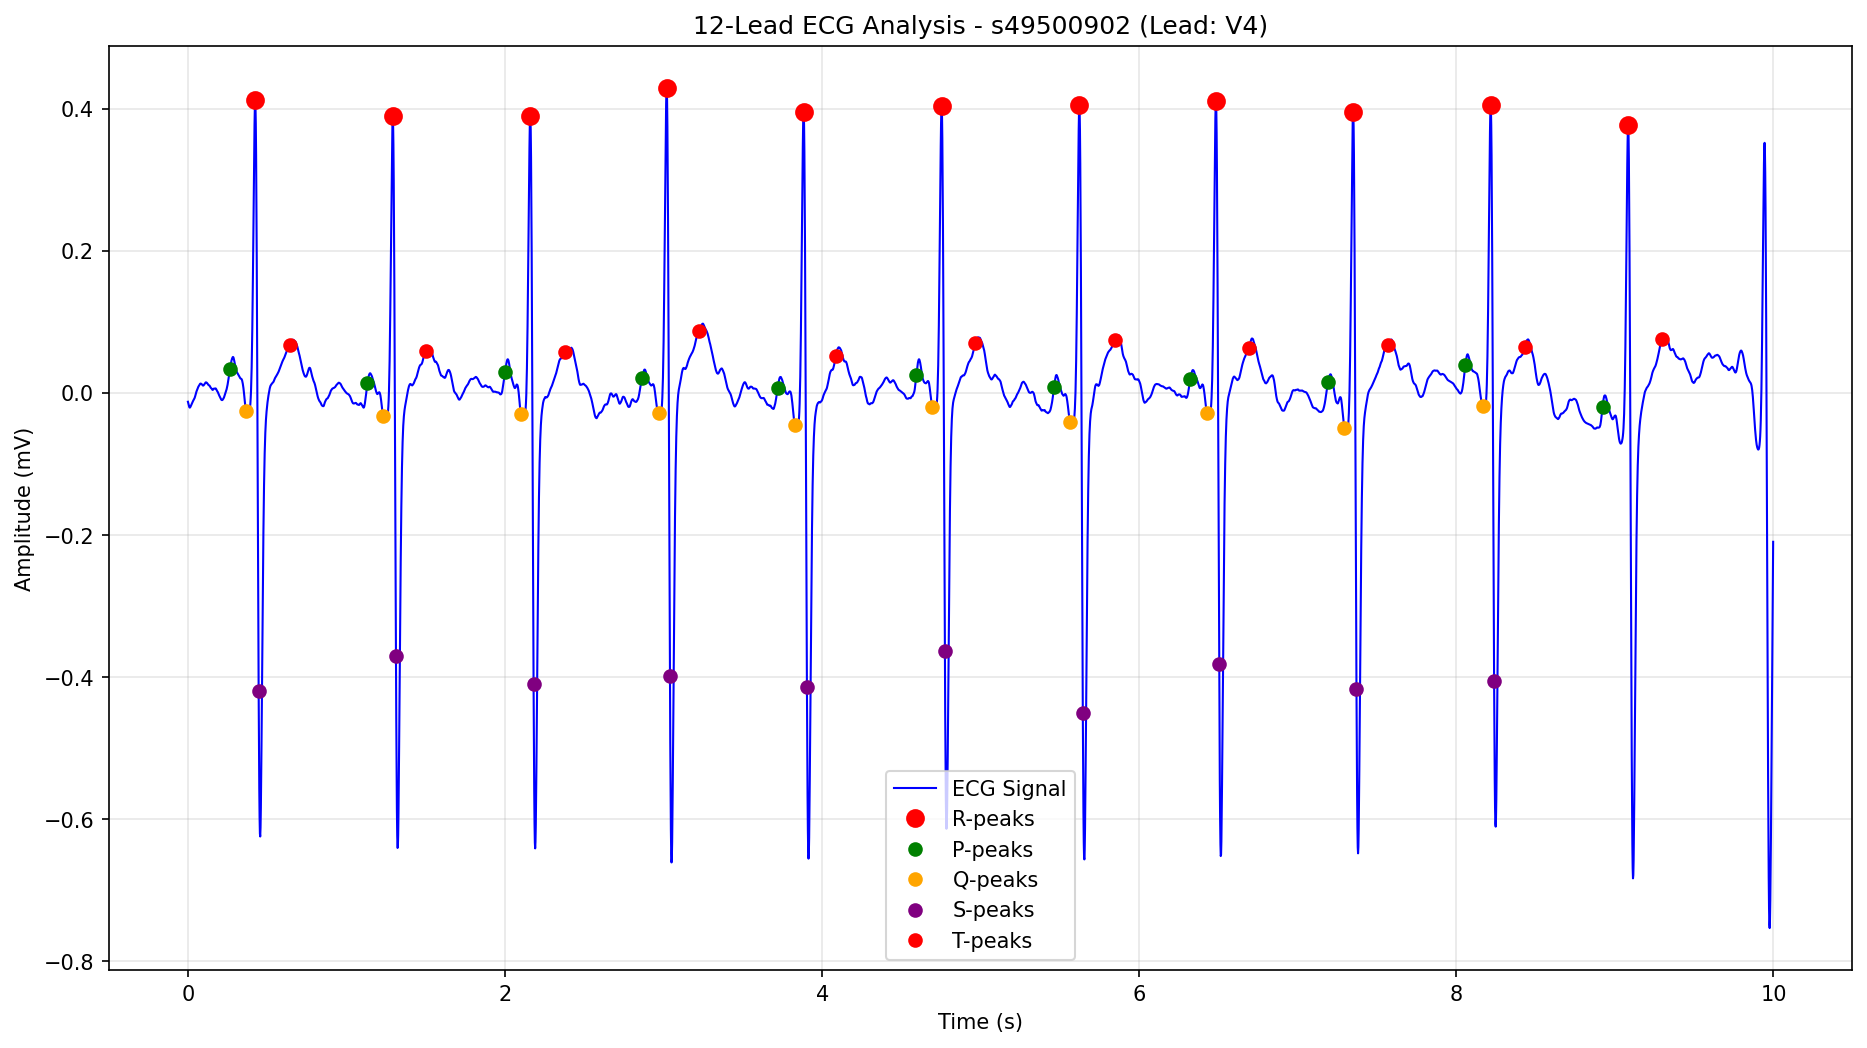 12-Lead ECG Analysis - s49500902 (Lead: V4)
Amplitude (mV)
0.4
0.2
0.0
−0.2
−0.4
−0.6
−0.8
ECG Signal
R-peaks
P-peaks
Q-peaks
S-peaks
T-peaks
0 2 4 6 8 10
Time (s)